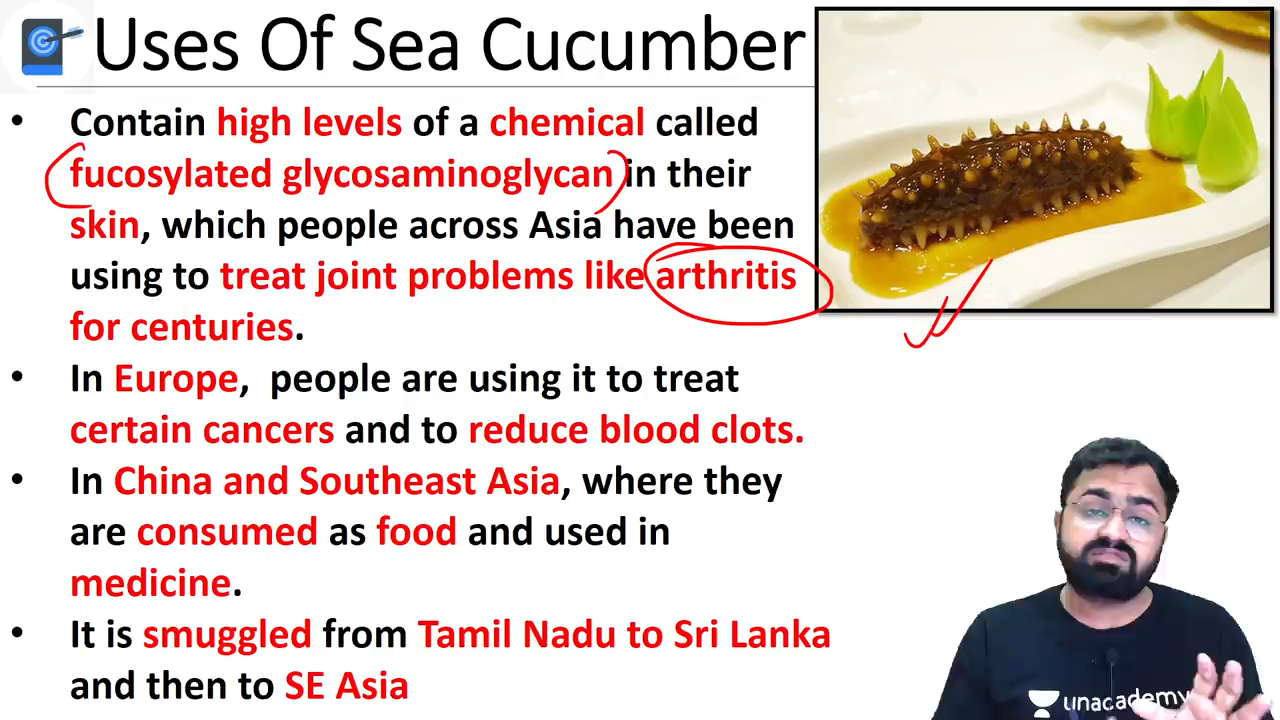 Uses Of Sea Cucumber
• Contain high levels of a chemical called
fucosylated glycosaminoglycan in their
skin, which people across Asia have been
using to treat joint problems like arthritis
for centuries.
• In Europe, people are using it to treat
certain cancers and to reduce blood clots.
• In China and Southeast Asia, where they
are consumed as food and used in
medicine.
• It is smuggled from Tamil Nadu to Sri Lanka
and then to SE Asia
unacademy